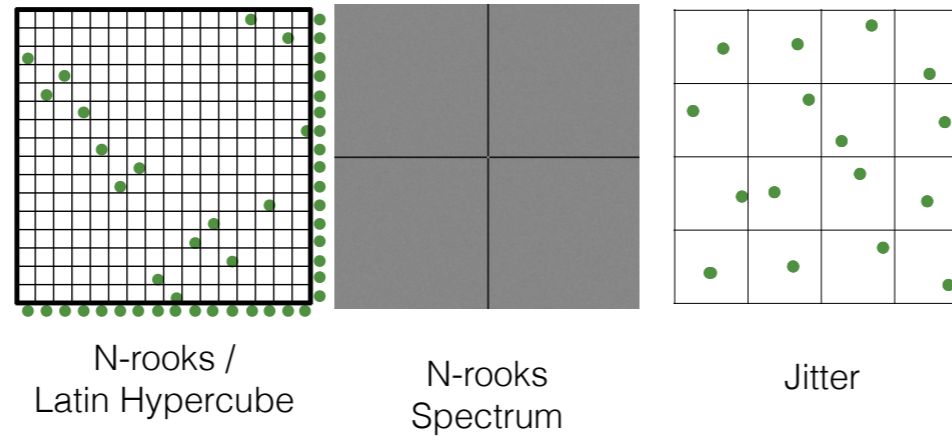 N-rooks /
Latin Hypercube
N-rooks
Spectrum
Jitter